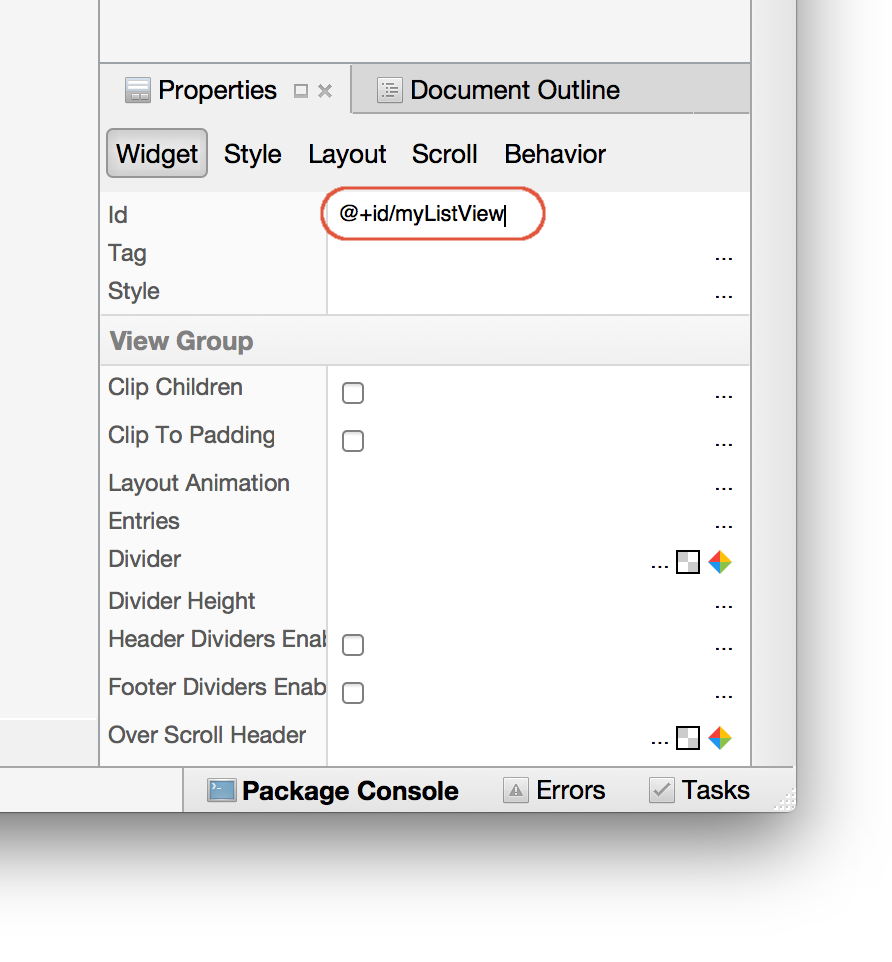 Properties
Document Outline
Widget Style Layout Scroll Behavior
Id @+id/myListView
Tag ...
Style ...
View Group
Clip Children ...
Clip To Padding ...
Layout Animation ...
Entries ...
Divider ...
Divider Height ...
Header Dividers Enab ...
Footer Dividers Enab ...
Over Scroll Header ...
Package Console Errors Tasks